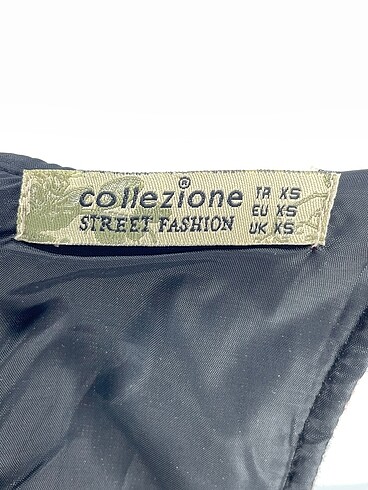 collezione®
STREET FASHION
TR XS
EU XS
UK XS